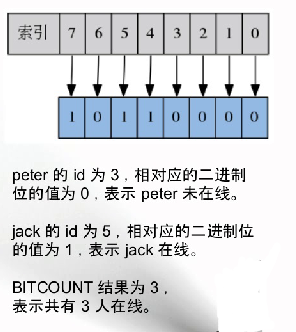 索引 7 6 5 4 3 2 1 0
1 0 1 1 0 0 0 0
peter 的 id 为 3，相对应的二进制
位的值为 0，表示 peter 未在线。
jack 的 id 为 5，相对应的二进制位
的值为 1，表示 jack 在线。
BITCOUNT 结果为 3，
表示共有 3 人在线。